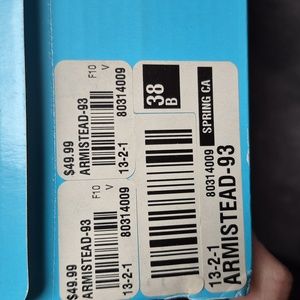 F10 V
80314009
13-2-1
ARMISTEAD-93
$49.99
F10 V
80314009
13-2-1
ARMISTEAD-93
$49.99
38
B
SPRING CA
80314009
13-2-1
ARMISTEAD-93